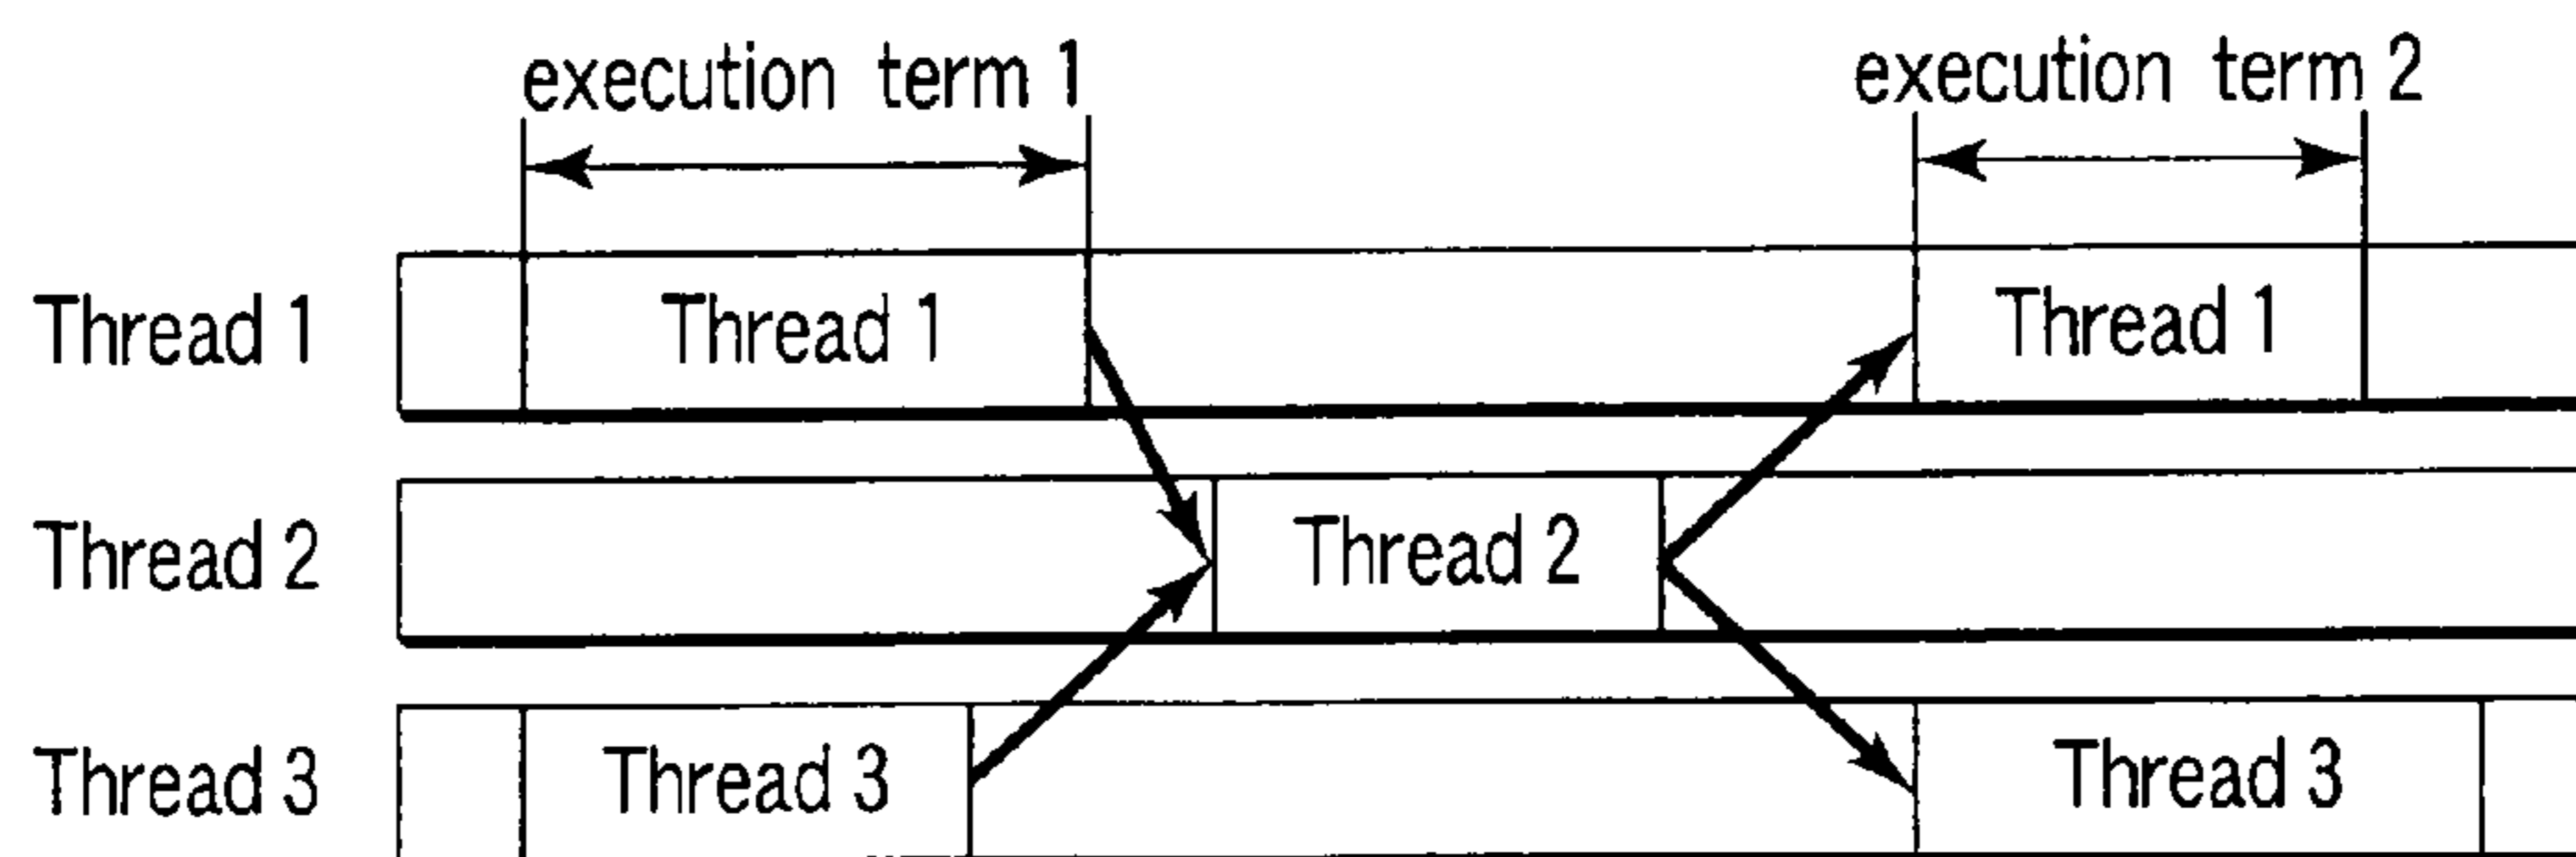 execution term 1 execution term 2
Thread 1 Thread 1 Thread 1
Thread 2 Thread 2
Thread 3 Thread 3 Thread 3